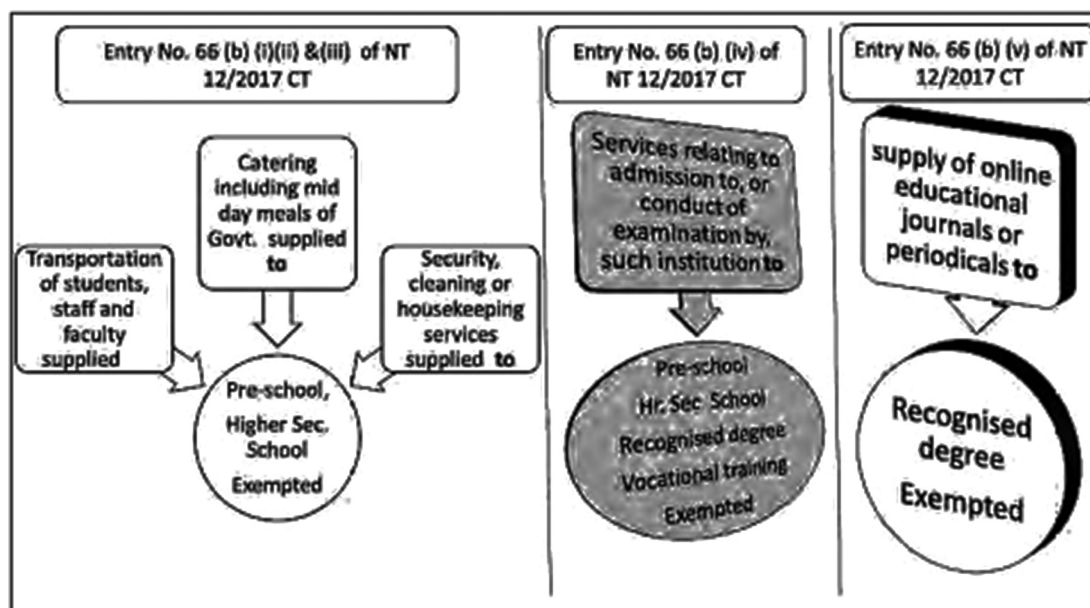 Entry No. 66 (b) (i)(ii) &(iii) of NT
12/2017 CT
Catering
including mid
day meals of
Govt. supplied
to
Transportation
of students,
staff and
faculty
supplied
Security,
cleaning or
housekeeping
services
supplied to
Pre-school,
Higher Sec.
School
Exempted
Entry No. 66 (b) (iv) of
NT 12/2017 CT
Services relating to
admission to, or
conduct of
examination by,
such institution to
Pre-school
Hr. Sec School
Recognised degree
Vocational training
Exempted
Entry No. 66 (b) (v) of NT
12/2017 CT
supply of online
educational
journals or
periodicals to
Recognised
degree
Exempted